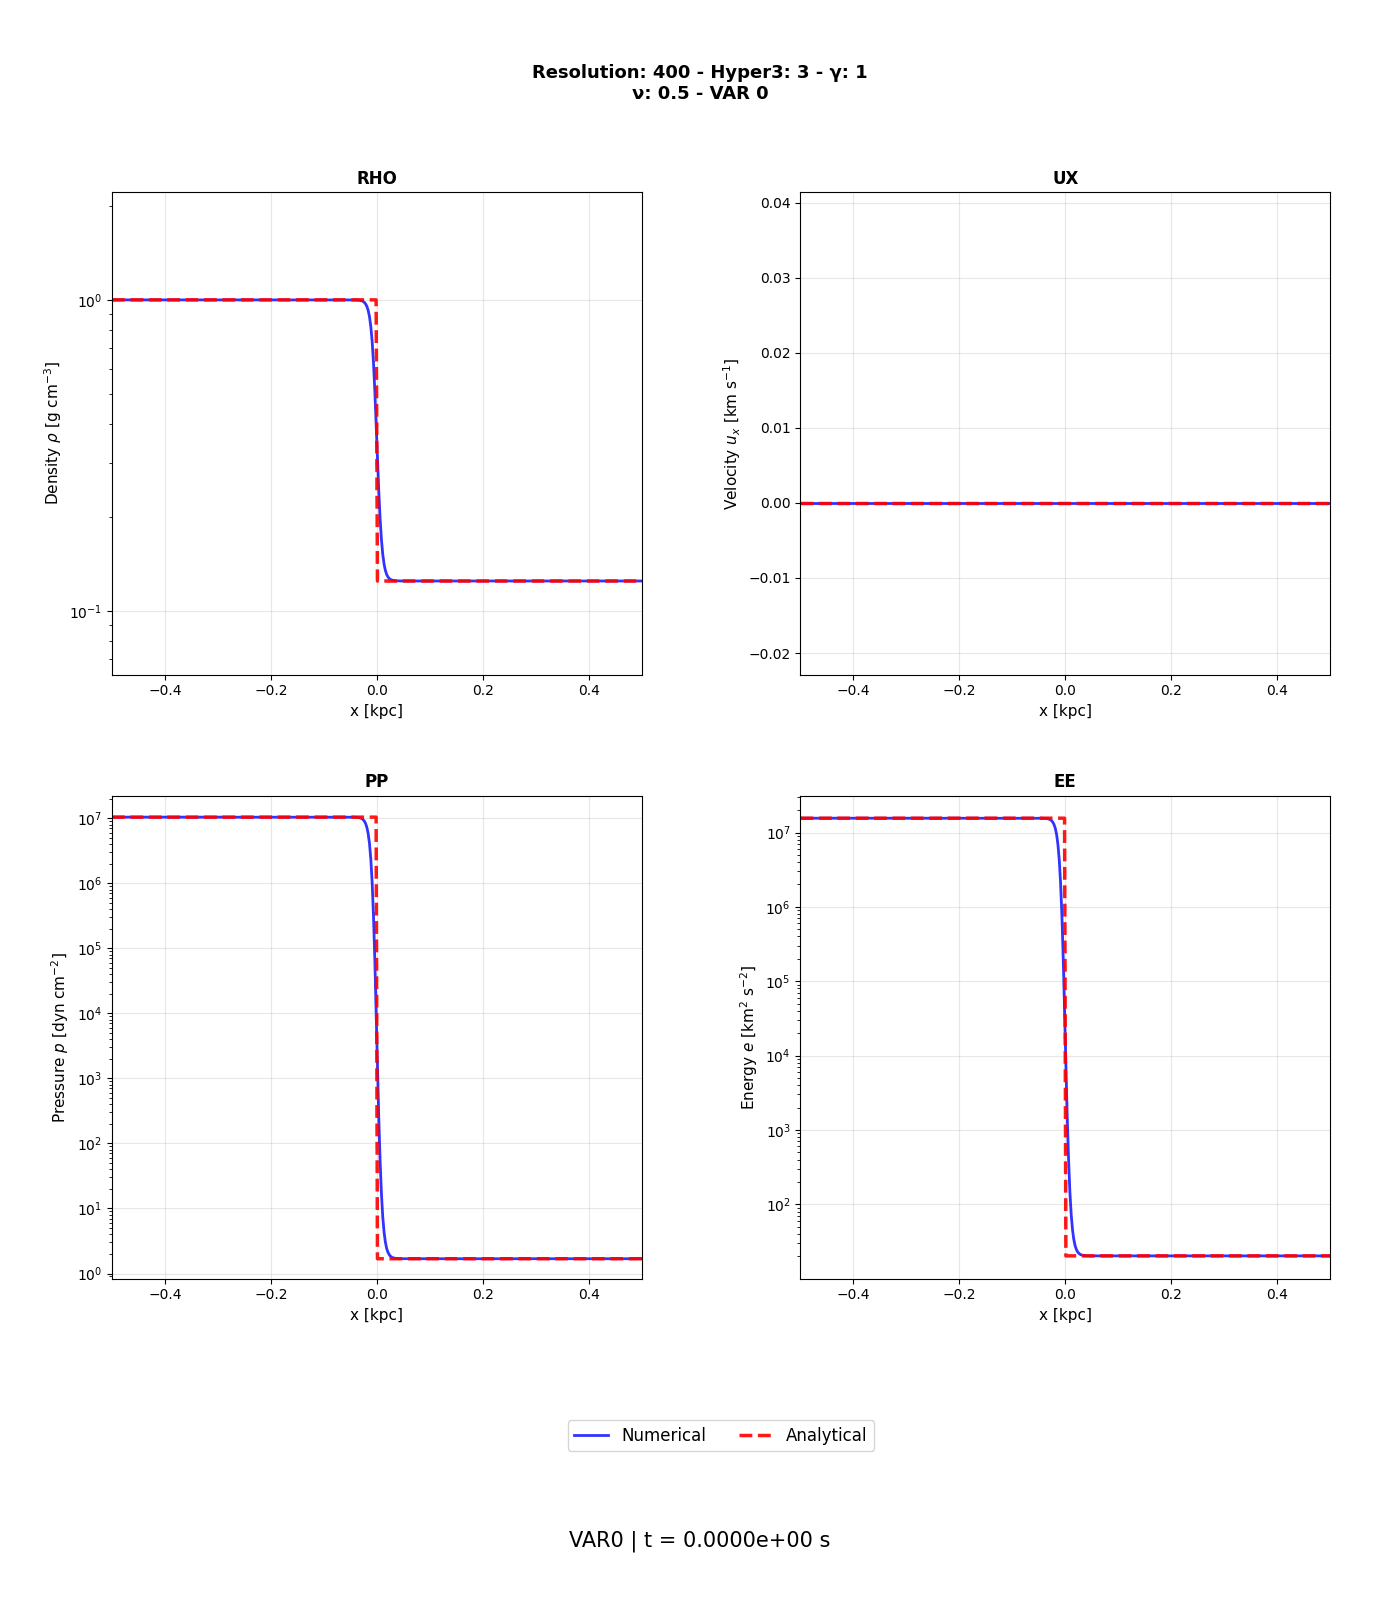 Resolution: 400 - Hyper3: 3 - γ: 1
ν: 0.5 - VAR 0
RHO
Density ρ [g cm⁻³]
10⁰
10⁻¹
−0.4 −0.2 0.0 0.2 0.4
x [kpc]
UX
Velocity uₓ [km s⁻¹]
0.04
0.03
0.02
0.01
0.00
−0.01
−0.02
−0.4 −0.2 0.0 0.2 0.4
x [kpc]
PP
Pressure p [dyn cm⁻²]
10⁷
10⁶
10⁵
10⁴
10³
10²
10¹
10⁰
−0.4 −0.2 0.0 0.2 0.4
x [kpc]
EE
Energy e [km² s⁻²]
10⁷
10⁶
10⁵
10⁴
10³
10²
−0.4 −0.2 0.0 0.2 0.4
x [kpc]
Numerical Analytical
VAR0 | t = 0.0000e+00 s